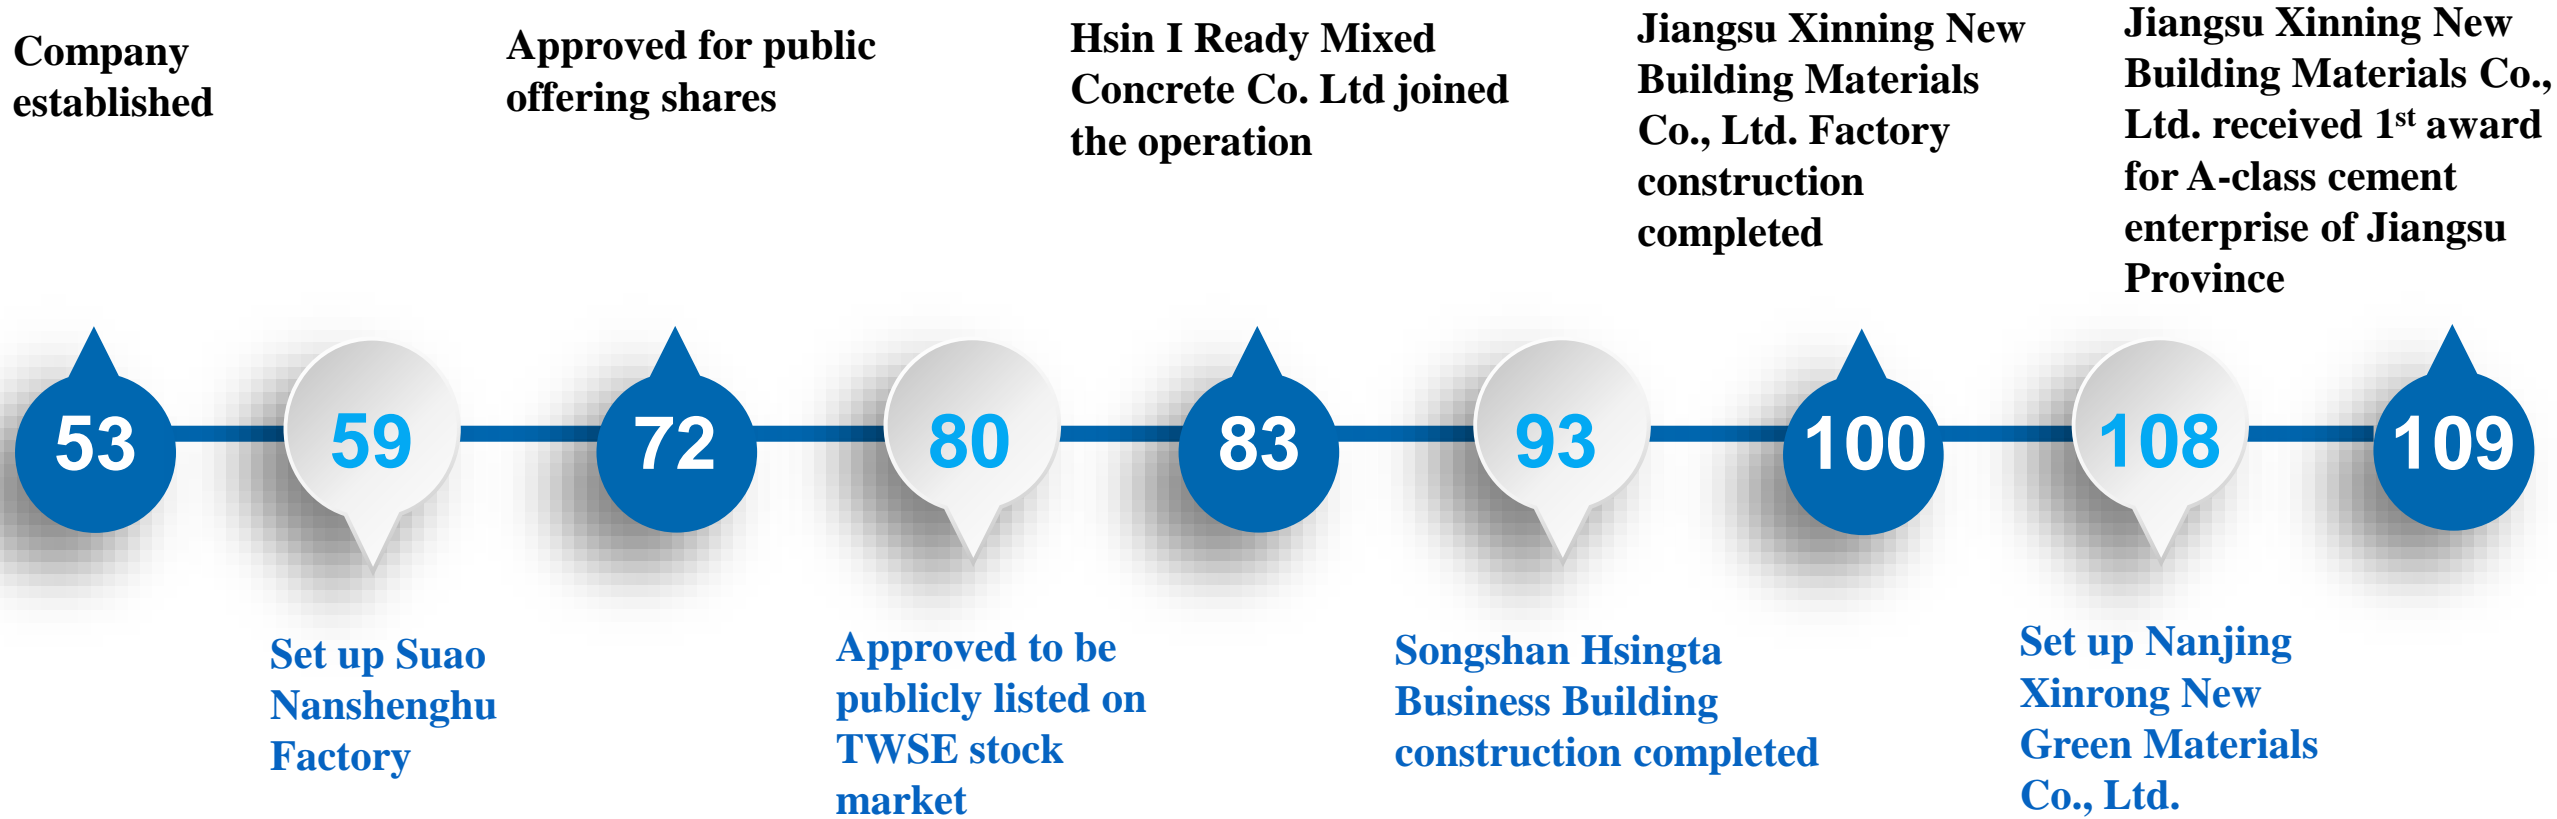 Company
established
Approved for public
offering shares
Hsin I Ready Mixed
Concrete Co. Ltd joined
the operation
Jiangsu Xinning New
Building Materials
Co., Ltd. Factory
construction
completed
Jiangsu Xinning New
Building Materials Co.,
Ltd. received 1st award
for A-class cement
enterprise of Jiangsu
Province
53
59
72
80
83
93
100
108
109
Set up Suao
Nanshenghu
Factory
Approved to be
publicly listed on
TWSE stock
market
Songshan Hsingta
Business Building
construction completed
Set up Nanjing
Xinrong New
Green Materials
Co., Ltd.